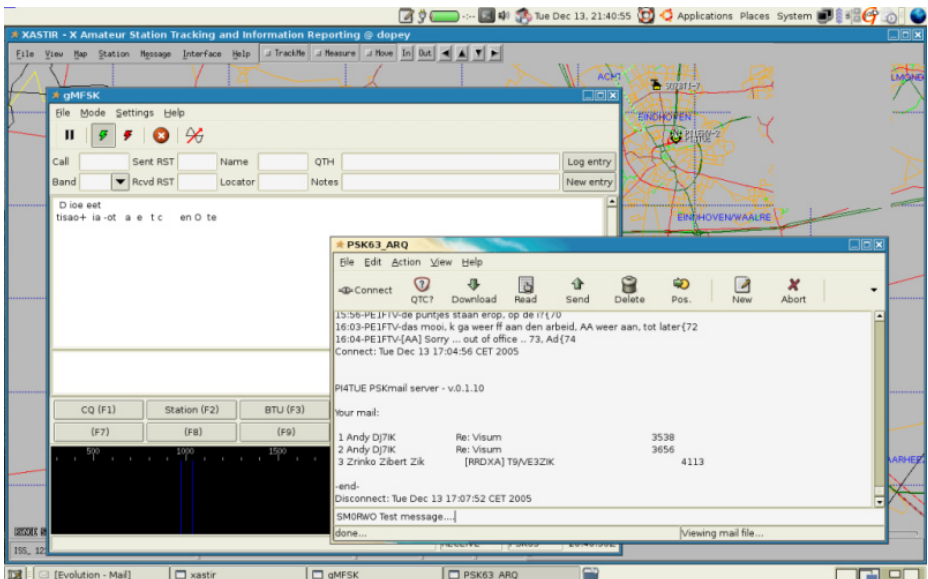 Tue Dec 13, 21:40:55 Applications Places System
XASTIR - X Amateur Station Tracking and Information Reporting @ dopey
File View Map Station Message Interface Help TrackMe Measure Move In Out
SQ7BT1-7
EINDHOVEN
PI4TUE
EINDHOVEN/WAALRE
gMFSK
File Mode Settings Help
Call Sent RST Name QTH Log entry
Band Rcvd RST Locator Notes New entry
D ioe eet
tisao+ ia -ot a e t c en O te
CQ (F1) Station (F2) BTU (F3)
(F7) (F8) (F9)
500 1000 1500
PSK63_ARQ
File Edit Action View Help
Connect QTC? Download Read Send Delete Pos. New Abort
15:56-PE1FTV-de puntjes staan erop, op de i?{70
16:03-PE1FTV-das mooi, k ga weer ff aan den arbeid, AA weer aan, tot later{72
16:04-PE1FTV-[AA] Sorry ... out of office .. 73, Ad{74
Connect: Tue Dec 13 17:04:56 CET 2005
PI4TUE PSKmail server - v.0.1.10
Your mail:
1 Andy DJ7IK Re: Visum 3538
2 Andy DJ7IK Re: Visum 3656
3 Zrinko Zibert Zik [RRDXA] T9/VE3ZIK 4113
-end-
Disconnect: Tue Dec 13 17:07:52 CET 2005
SM0RWO Test message....
done... Viewing mail file...
[Evolution - Mail] xastir gMFSK PSK63_ARQ